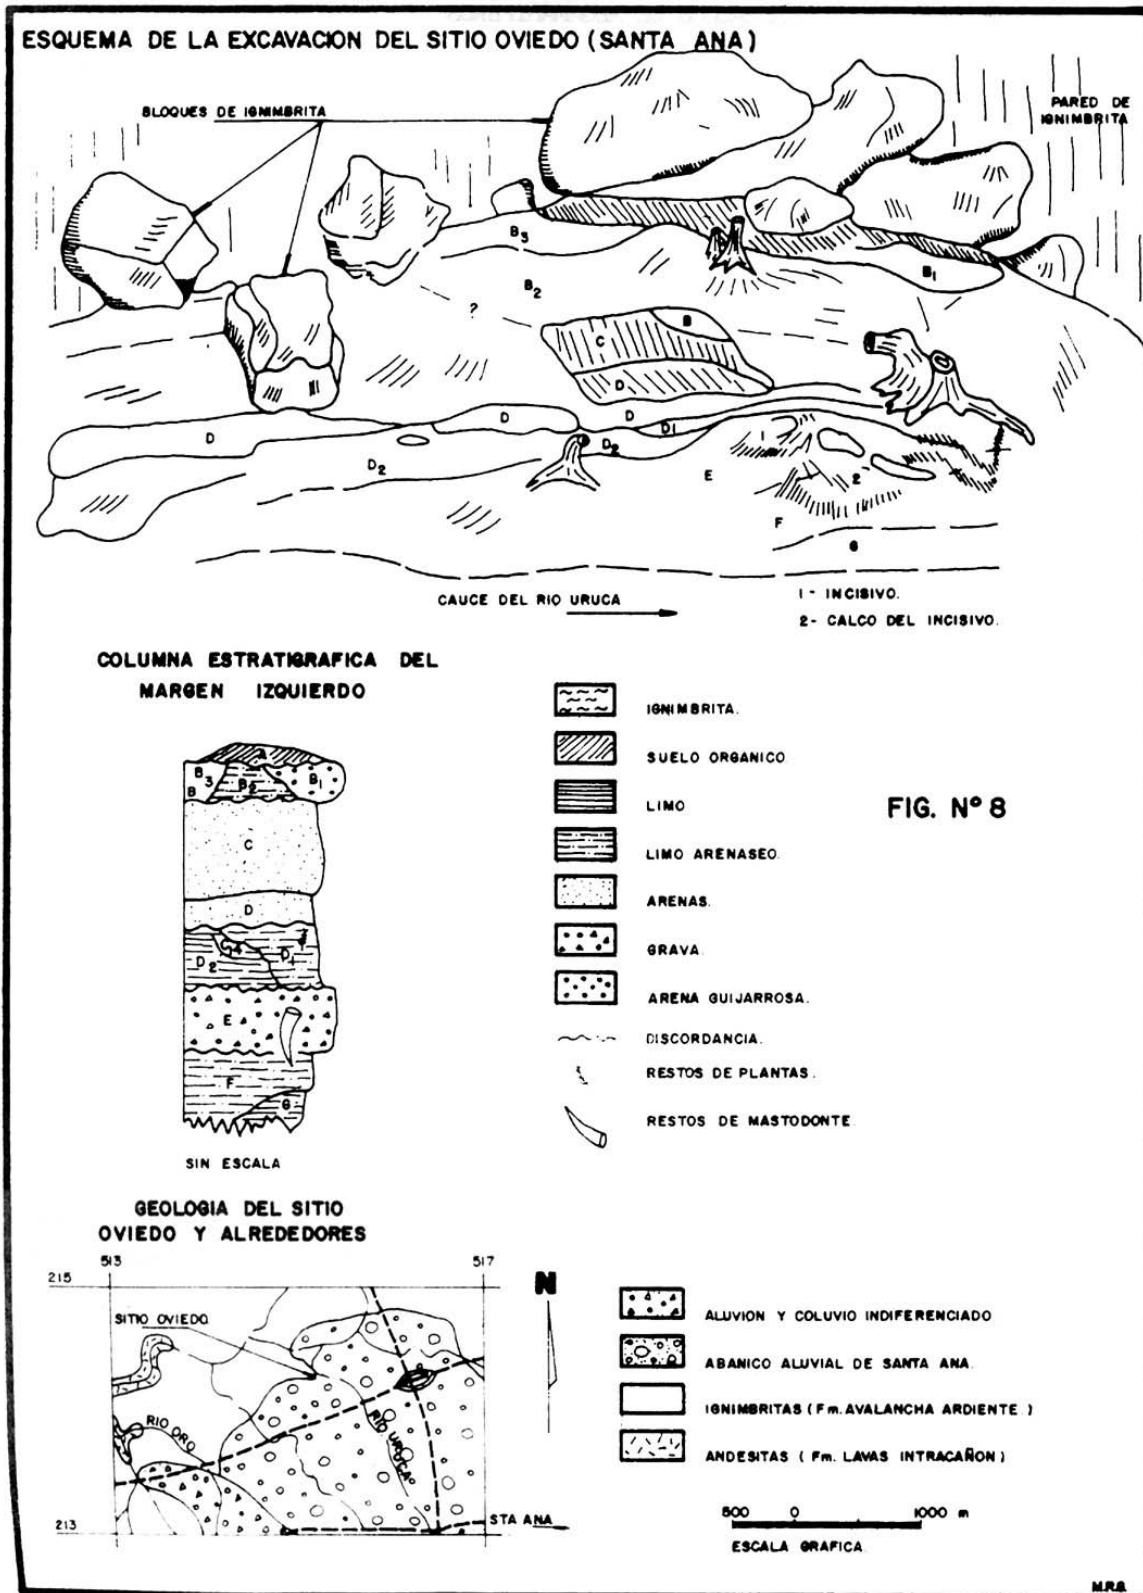 ESQUEMA DE LA EXCAVACION DEL SITIO OVIEDO (SANTA ANA)
BLOQUES DE IGNIMBRITA
PARED DE
IGNIMBRITA
B3
B1
B2
?
B
C
D
D
D
D
D1
D2
D2
E
1
2
F
G
CAUCE DEL RIO URUCA
1 - INCISIVO.
2- CALCO DEL INCISIVO.
COLUMNA ESTRATIGRAFICA DEL
MARGEN IZQUIERDO
A
B3
B
B2
B1
C
D
D2
D1
E
F
G
SIN ESCALA
IGNIMBRITA.
SUELO ORGANICO
LIMO
LIMO ARENASEO.
ARENAS.
GRAVA.
ARENA GUIJARROSA.
DISCORDANCIA.
RESTOS DE PLANTAS.
RESTOS DE MASTODONTE
FIG. Nº 8
GEOLOGIA DEL SITIO
OVIEDO Y ALREDEDORES
513
517
215
SITIO OVIEDO
RIO ORO
RIO URUCA
213
STA ANA
N
ALUVION Y COLUVIO INDIFERENCIADO
ABANICO ALUVIAL DE SANTA ANA.
IGNIMBRITAS (Fm. AVALANCHA ARDIENTE)
ANDESITAS (Fm. LAVAS INTRACAÑON)
500 0 1000 m
ESCALA GRAFICA